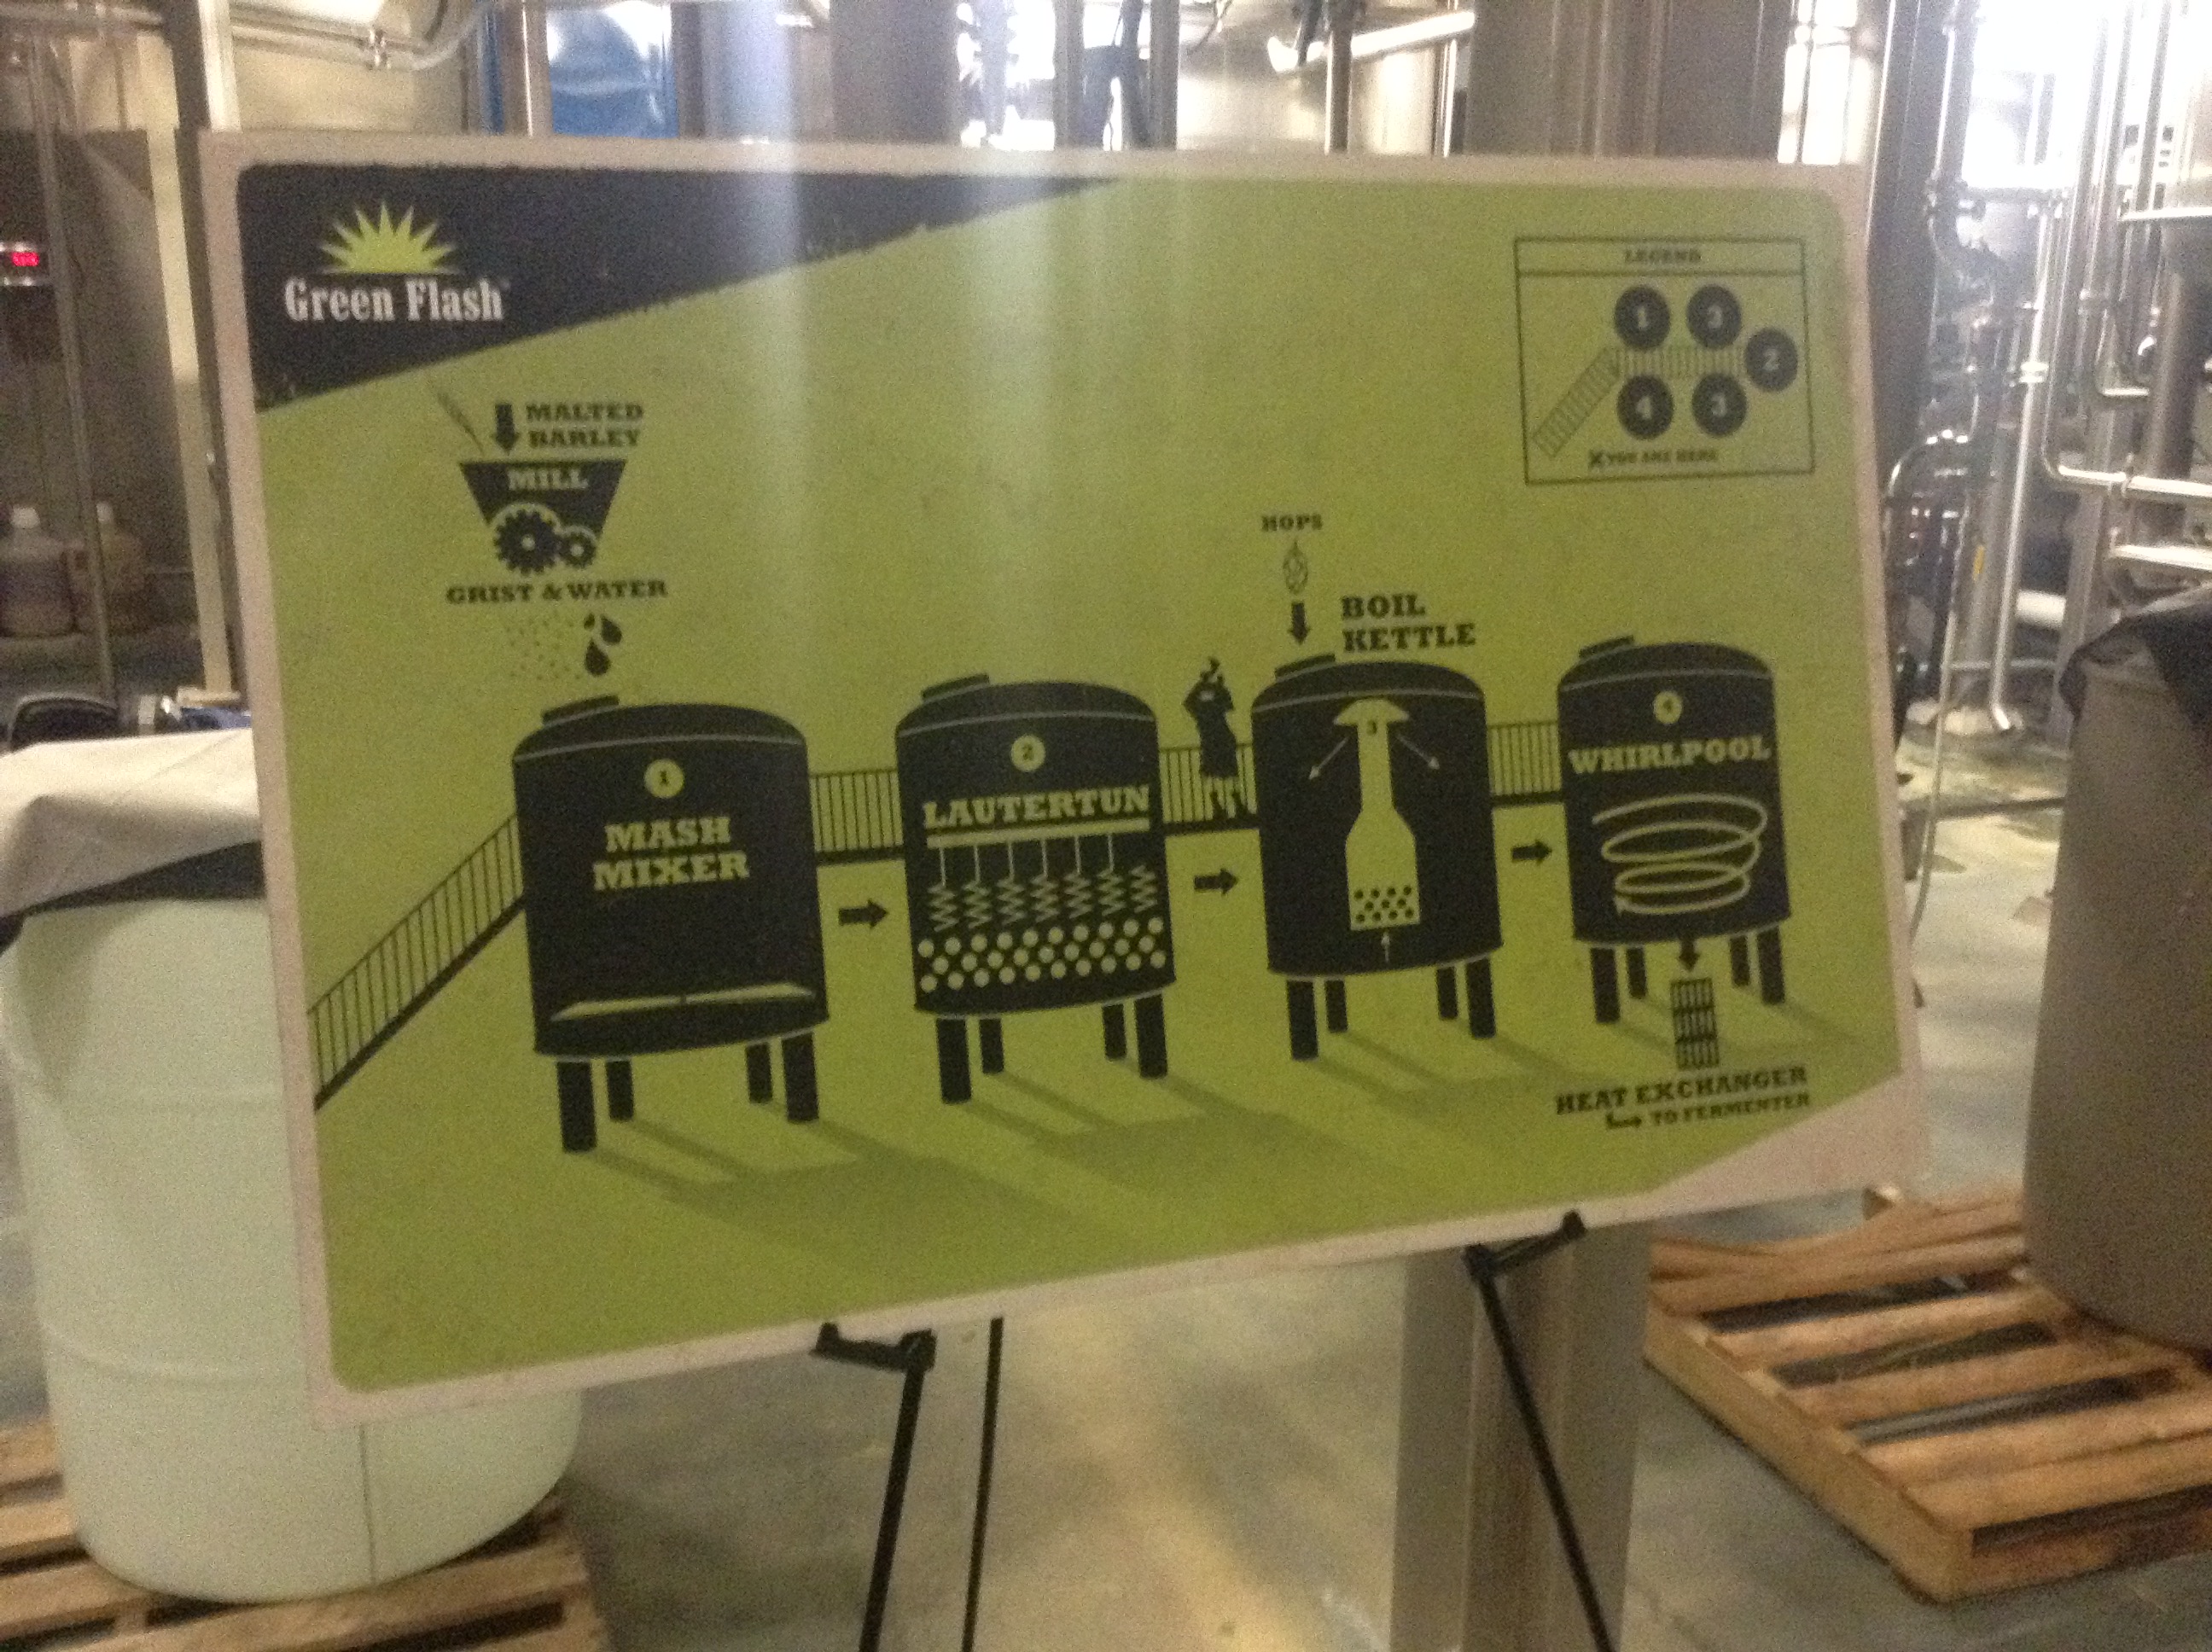 Green Flash
MALTED
BARLEY
MILL
GRIST & WATER
LEGEND
1 3
2
4 3
X YOU ARE HERE
HOPS
BOIL
KETTLE
1
MASH
MIXER
2
LAUTERTUN
3
4
WHIRLPOOL
HEAT EXCHANGER
TO FERMENTER